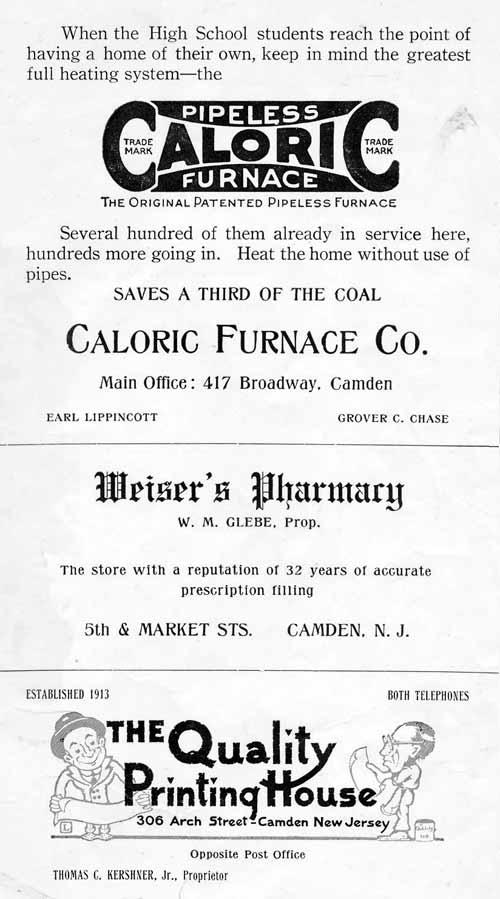 When the High School students reach the point of
having a home of their own, keep in mind the greatest
full heating system—the
PIPELESS
TRADE MARK CALORIC TRADE MARK
FURNACE
THE ORIGINAL PATENTED PIPELESS FURNACE
Several hundred of them already in service here,
hundreds more going in. Heat the home without use of
pipes.
SAVES A THIRD OF THE COAL
CALORIC FURNACE CO.
Main Office: 417 Broadway, Camden
EARL LIPPINCOTT GROVER C. CHASE
Weiser's Pharmacy
W. M. GLEBE, Prop.
The store with a reputation of 32 years of accurate
prescription filling
5th & MARKET STS. CAMDEN, N. J.
ESTABLISHED 1913 BOTH TELEPHONES
THE Quality
Printing House
306 Arch Street - Camden New Jersey
Opposite Post Office
THOMAS C. KERSHNER, Jr., Proprietor